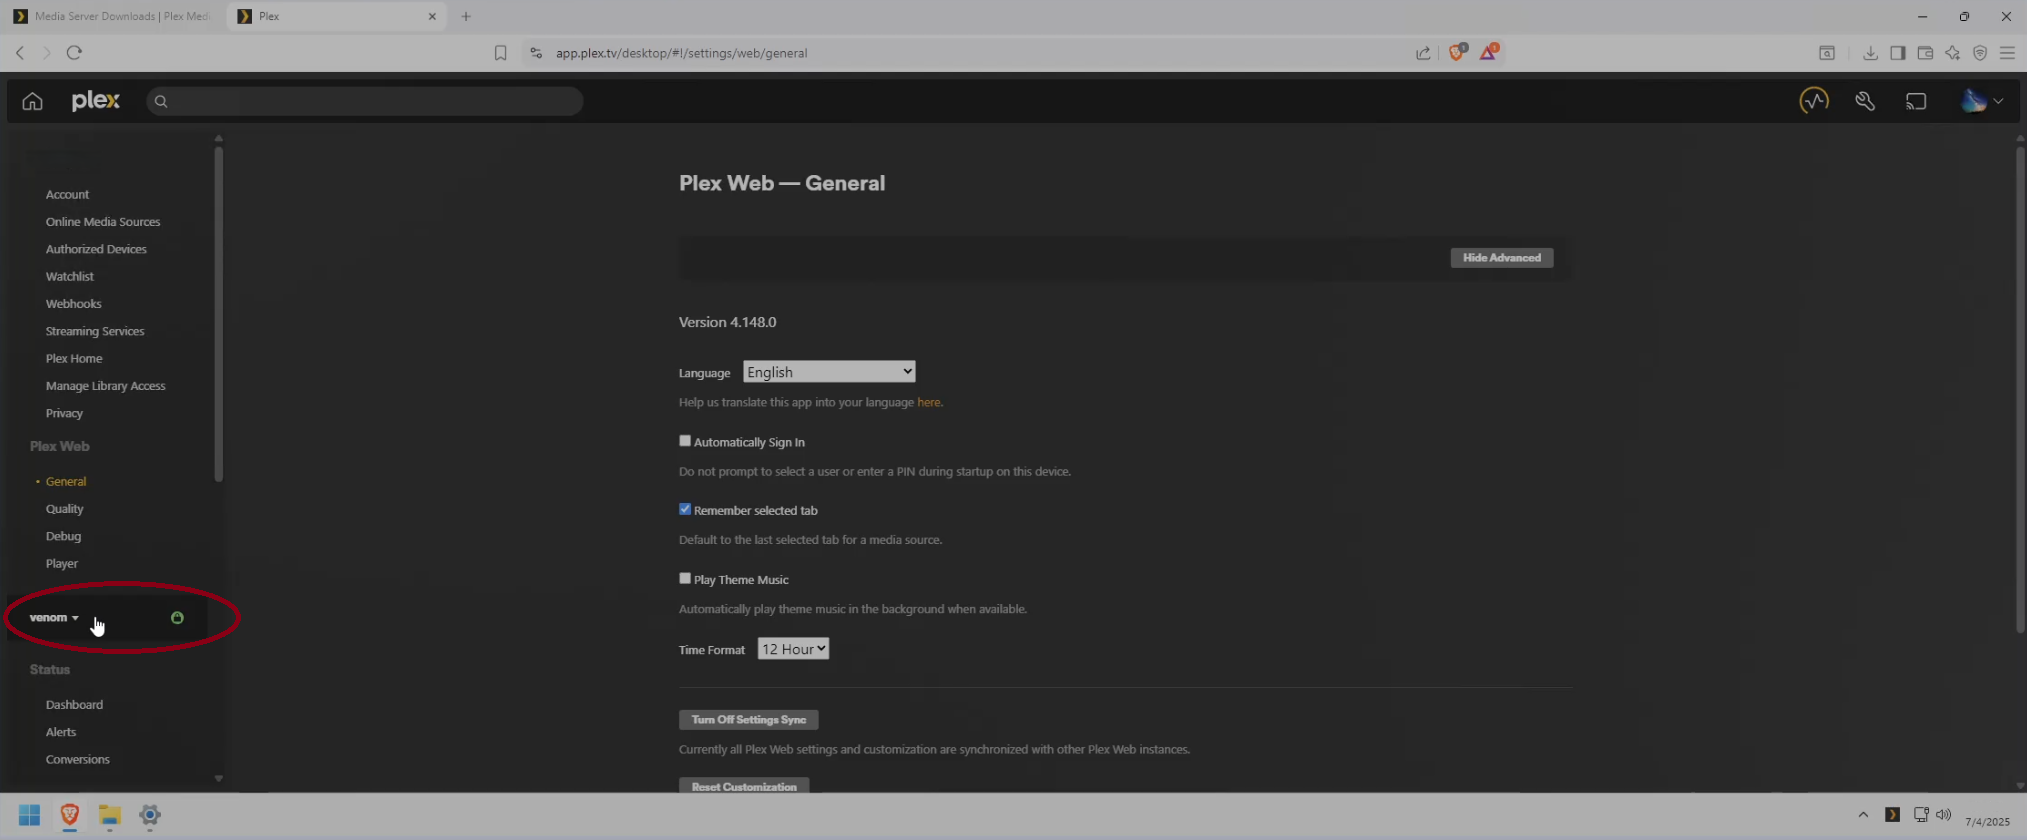 Media Server Downloads | Plex Medi
Plex
app.plex.tv/desktop/#!/settings/web/general
plex
Account
Online Media Sources
Authorized Devices
Watchlist
Webhooks
Streaming Services
Plex Home
Manage Library Access
Privacy
Plex Web
General
Quality
Debug
Player
venom
Status
Dashboard
Alerts
Conversions
Plex Web — General
Hide Advanced
Version 4.148.0
Language English
Help us translate this app into your language here.
Automatically Sign In
Do not prompt to select a user or enter a PIN during startup on this device.
Remember selected tab
Default to the last selected tab for a media source.
Play Theme Music
Automatically play theme music in the background when available.
Time Format 12 Hour
Turn Off Settings Sync
Currently all Plex Web settings and customization are synchronized with other Plex Web instances.
Reset Customization
7/4/2025